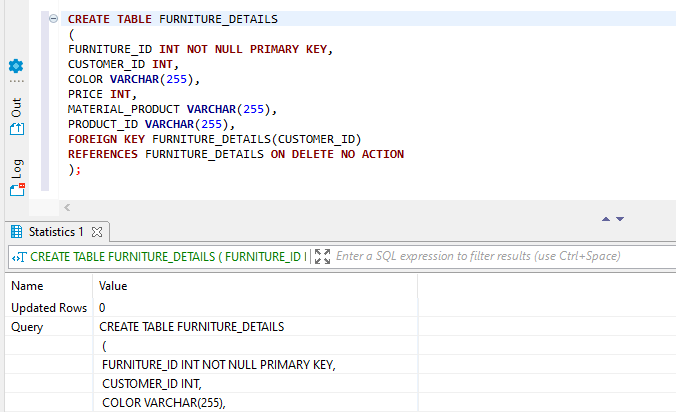 CREATE TABLE FURNITURE_DETAILS
(
FURNITURE_ID INT NOT NULL PRIMARY KEY,
CUSTOMER_ID INT,
COLOR VARCHAR(255),
PRICE INT,
MATERIAL_PRODUCT VARCHAR(255),
PRODUCT_ID VARCHAR(255),
FOREIGN KEY FURNITURE_DETAILS(CUSTOMER_ID)
REFERENCES FURNITURE_DETAILS ON DELETE NO ACTION
);
Out
Log
Statistics 1
CREATE TABLE FURNITURE_DETAILS ( FURNITURE_ID I
Enter a SQL expression to filter results (use Ctrl+Space)
Name Value
Updated Rows 0
Query CREATE TABLE FURNITURE_DETAILS
(
FURNITURE_ID INT NOT NULL PRIMARY KEY,
CUSTOMER_ID INT,
COLOR VARCHAR(255),